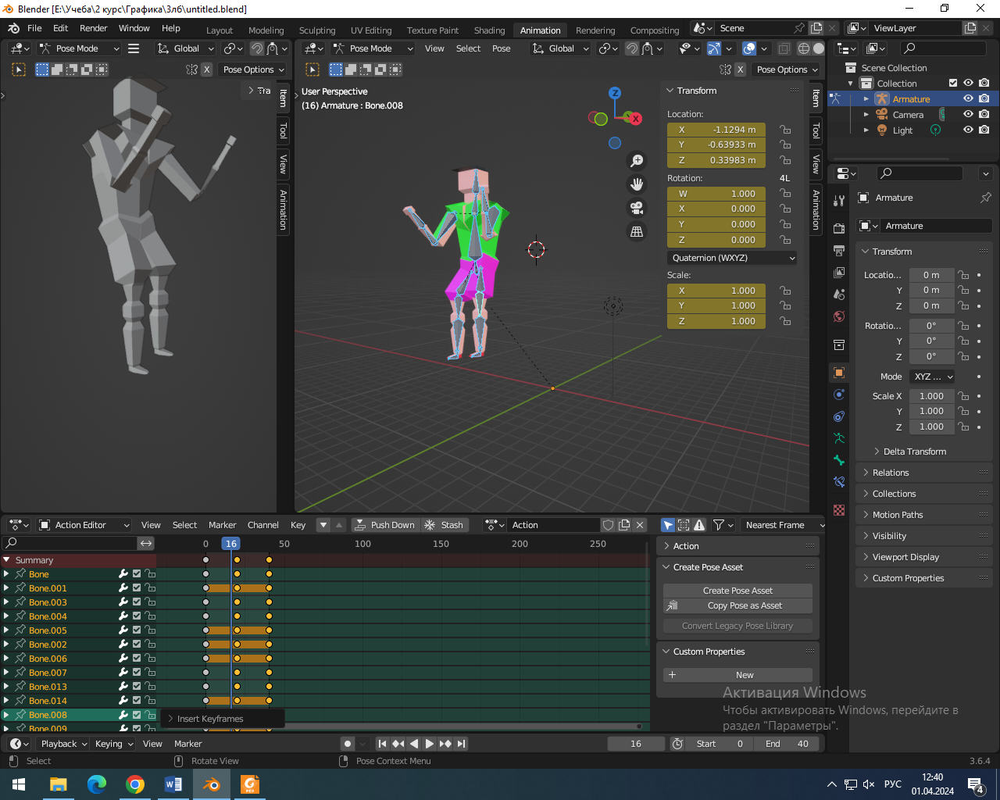 Blender [E:\Учеба\2 курс\Графика\3лб\untitled.blend]
File Edit Render Window Help Layout Modeling Sculpting UV Editing Texture Paint Shading Animation Rendering Compositing Scene ViewLayer
Pose Mode Global
Pose Mode View Select Pose Global
X Pose Options
X Pose Options
Tra
Item
Tool
View
Animation
User Perspective
(16) Armature : Bone.008
Z
X
Transform
Location:
X -1.1294 m
Y -0.63933 m
Z 0.33983 m
Rotation: 4L
W 1.000
X 0.000
Y 0.000
Z 0.000
Quaternion (WXYZ)
Scale:
X 1.000
Y 1.000
Z 1.000
Item
Tool
View
Animation
Scene Collection
Collection
Armature
Camera
Light
Armature
Armature
Transform
Locatio... 0 m
Y 0 m
Z 0 m
Rotatio... 0°
Y 0°
Z 0°
Mode XYZ ...
Scale X 1.000
Y 1.000
Z 1.000
Delta Transform
Relations
Collections
Motion Paths
Visibility
Viewport Display
Custom Properties
Action Editor View Select Marker Channel Key Push Down Stash Action Nearest Frame
0 16 50 100 150 200 250
Summary
Bone
Bone.001
Bone.003
Bone.004
Bone.005
Bone.002
Bone.006
Bone.007
Bone.013
Bone.014
Bone.008
Bone.009
Insert Keyframes
Action
Create Pose Asset
Create Pose Asset
Copy Pose as Asset
Convert Legacy Pose Library
Custom Properties
New
Активация Windows
Чтобы активировать Windows, перейдите в
раздел "Параметры".
Playback Keying View Marker 16 Start 0 End 40
Select Rotate View Pose Context Menu 3.6.4
РУС
12:40
01.04.2024
4